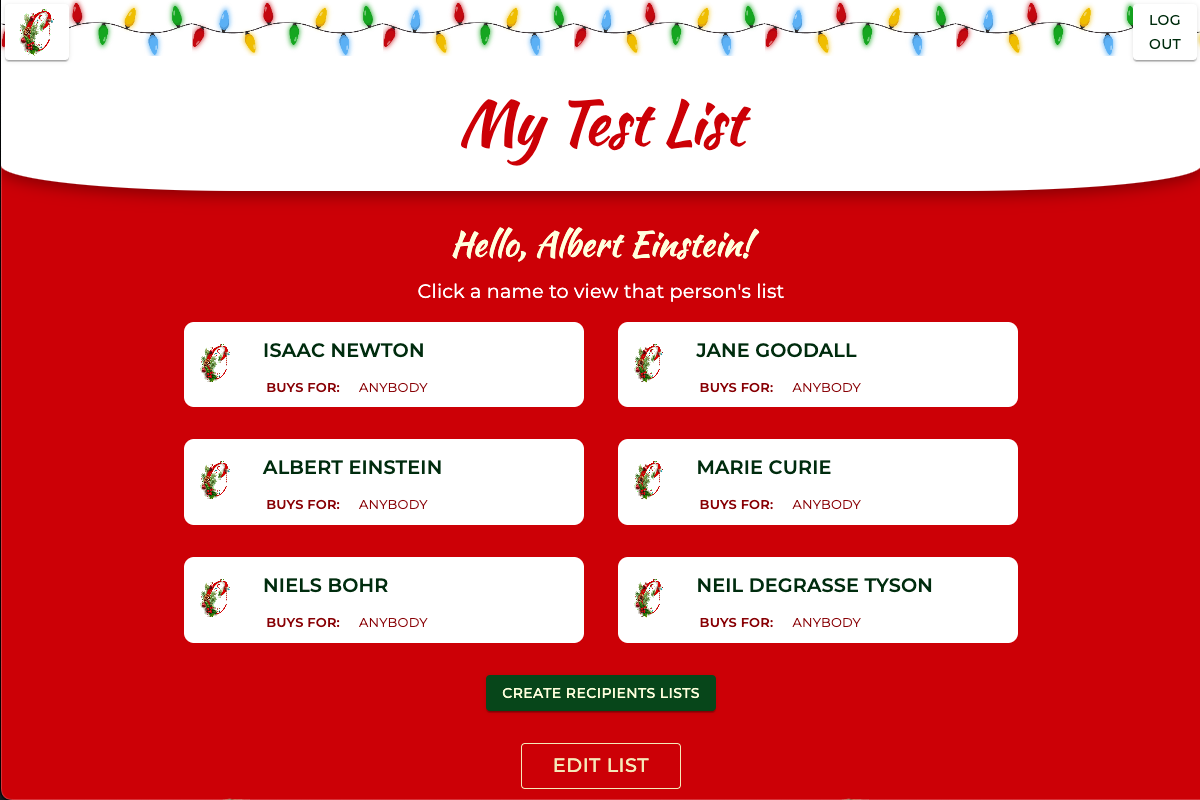 LOG
OUT
My Test List
Hello, Albert Einstein!
Click a name to view that person's list
ISAAC NEWTON
BUYS FOR: ANYBODY
JANE GOODALL
BUYS FOR: ANYBODY
ALBERT EINSTEIN
BUYS FOR: ANYBODY
MARIE CURIE
BUYS FOR: ANYBODY
NIELS BOHR
BUYS FOR: ANYBODY
NEIL DEGRASSE TYSON
BUYS FOR: ANYBODY
CREATE RECIPIENTS LISTS
EDIT LIST